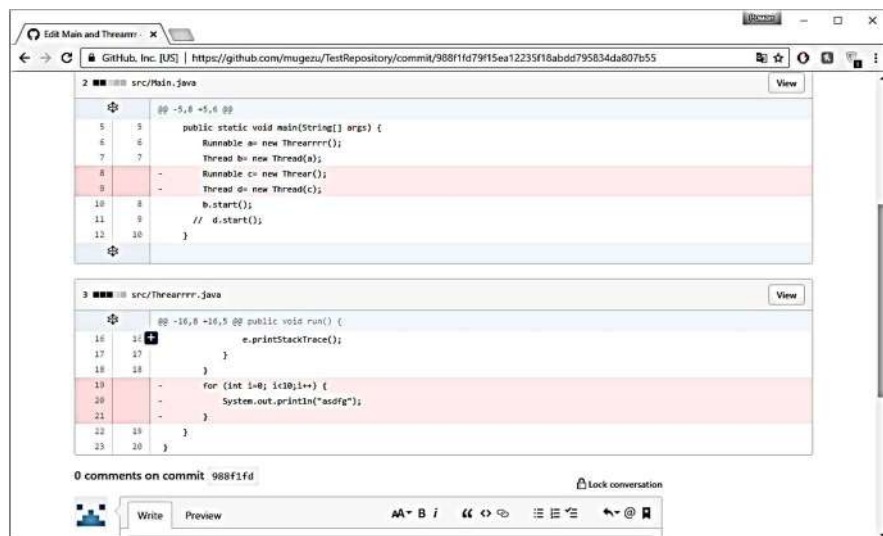 Edit Main and Threarrr -
GitHub, Inc. [US] | https://github.com/mugezu/TestRepository/commit/988f1fd79f15ea12235f18abdd795834da807b55
2 src/Main.java View
@@ -5,8 +5,6 @@
5 5 public static void main(String[] args) {
6 6 Runnable a= new Threarrrr();
7 7 Thread b= new Thread(a);
8 - Runnable c= new Threar();
9 - Thread d= new Thread(c);
10 8 b.start();
11 9 // d.start();
12 10 }
3 src/Threarrrr.java View
@@ -16,8 +16,5 @@ public void run() {
16 16 e.printStackTrace();
17 17 }
18 18 }
19 - for (int i=0; i<10;i++) {
20 - System.out.println("asdfg");
21 - }
22 19 }
23 20 }
0 comments on commit 988f1fd
Lock conversation
Write Preview AA B i